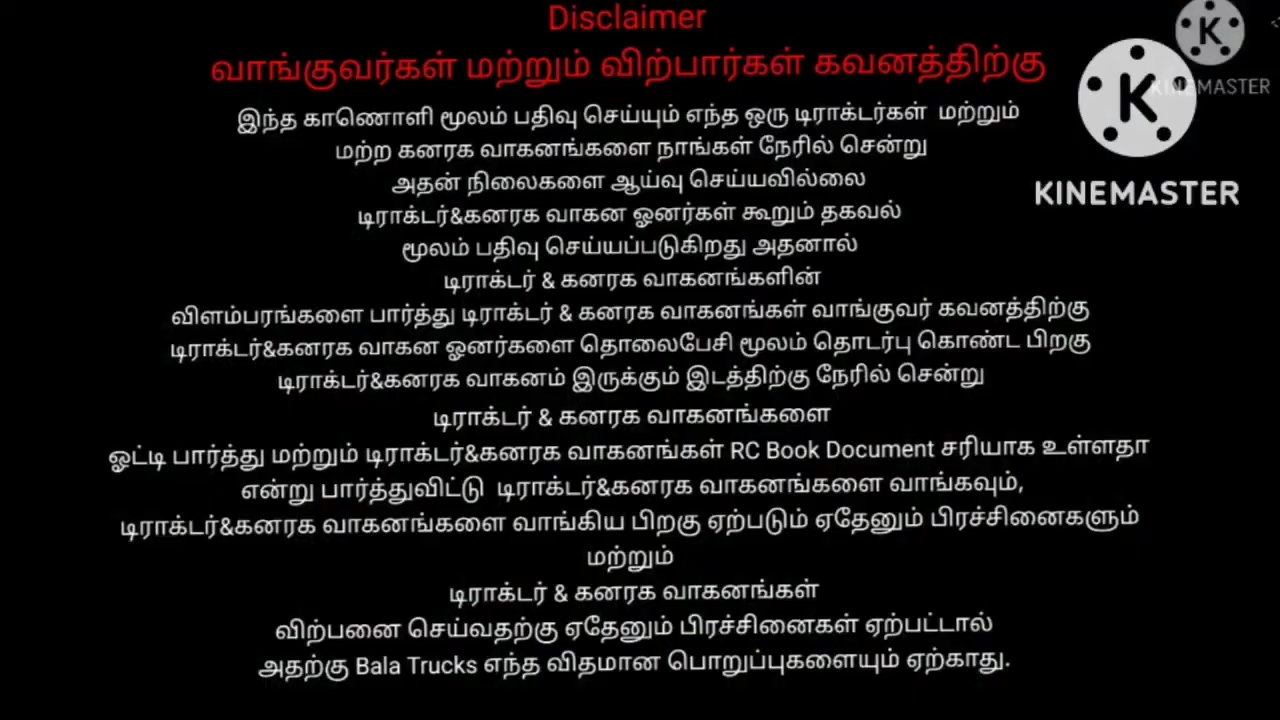 Disclaimer
வாங்குவர்கள் மற்றும் விற்பார்கள் கவனத்திற்கு
இந்த காணொளி மூலம் பதிவு செய்யும் எந்த ஒரு டிராக்டர்கள் மற்றும்
மற்ற கனரக வாகனங்களை நாங்கள் நேரில் சென்று
அதன் நிலைகளை ஆய்வு செய்யவில்லை
டிராக்டர்&கனரக வாகன ஓனர்கள் கூறும் தகவல்
மூலம் பதிவு செய்யப்படுகிறது அதனால்
டிராக்டர் & கனரக வாகனங்களின்
விளம்பரங்களை பார்த்து டிராக்டர் & கனரக வாகனங்கள் வாங்குவர் கவனத்திற்கு
டிராக்டர்&கனரக வாகன ஓனர்களை தொலைபேசி மூலம் தொடர்பு கொண்ட பிறகு
டிராக்டர்&கனரக வாகனம் இருக்கும் இடத்திற்கு நேரில் சென்று
டிராக்டர் & கனரக வாகனங்களை
ஓட்டி பார்த்து மற்றும் டிராக்டர்&கனரக வாகனங்கள் RC Book Document சரியாக உள்ளதா
என்று பார்த்துவிட்டு டிராக்டர்&கனரக வாகனங்களை வாங்கவும்,
டிராக்டர்&கனரக வாகனங்களை வாங்கிய பிறகு ஏற்படும் ஏதேனும் பிரச்சினைகளும்
மற்றும்
டிராக்டர் & கனரக வாகனங்கள்
விற்பனை செய்வதற்கு ஏதேனும் பிரச்சினைகள் ஏற்பட்டால்
அதற்கு Bala Trucks எந்த விதமான பொறுப்புகளையும் ஏற்காது.
K
KINEMASTER
K
KINEMASTER